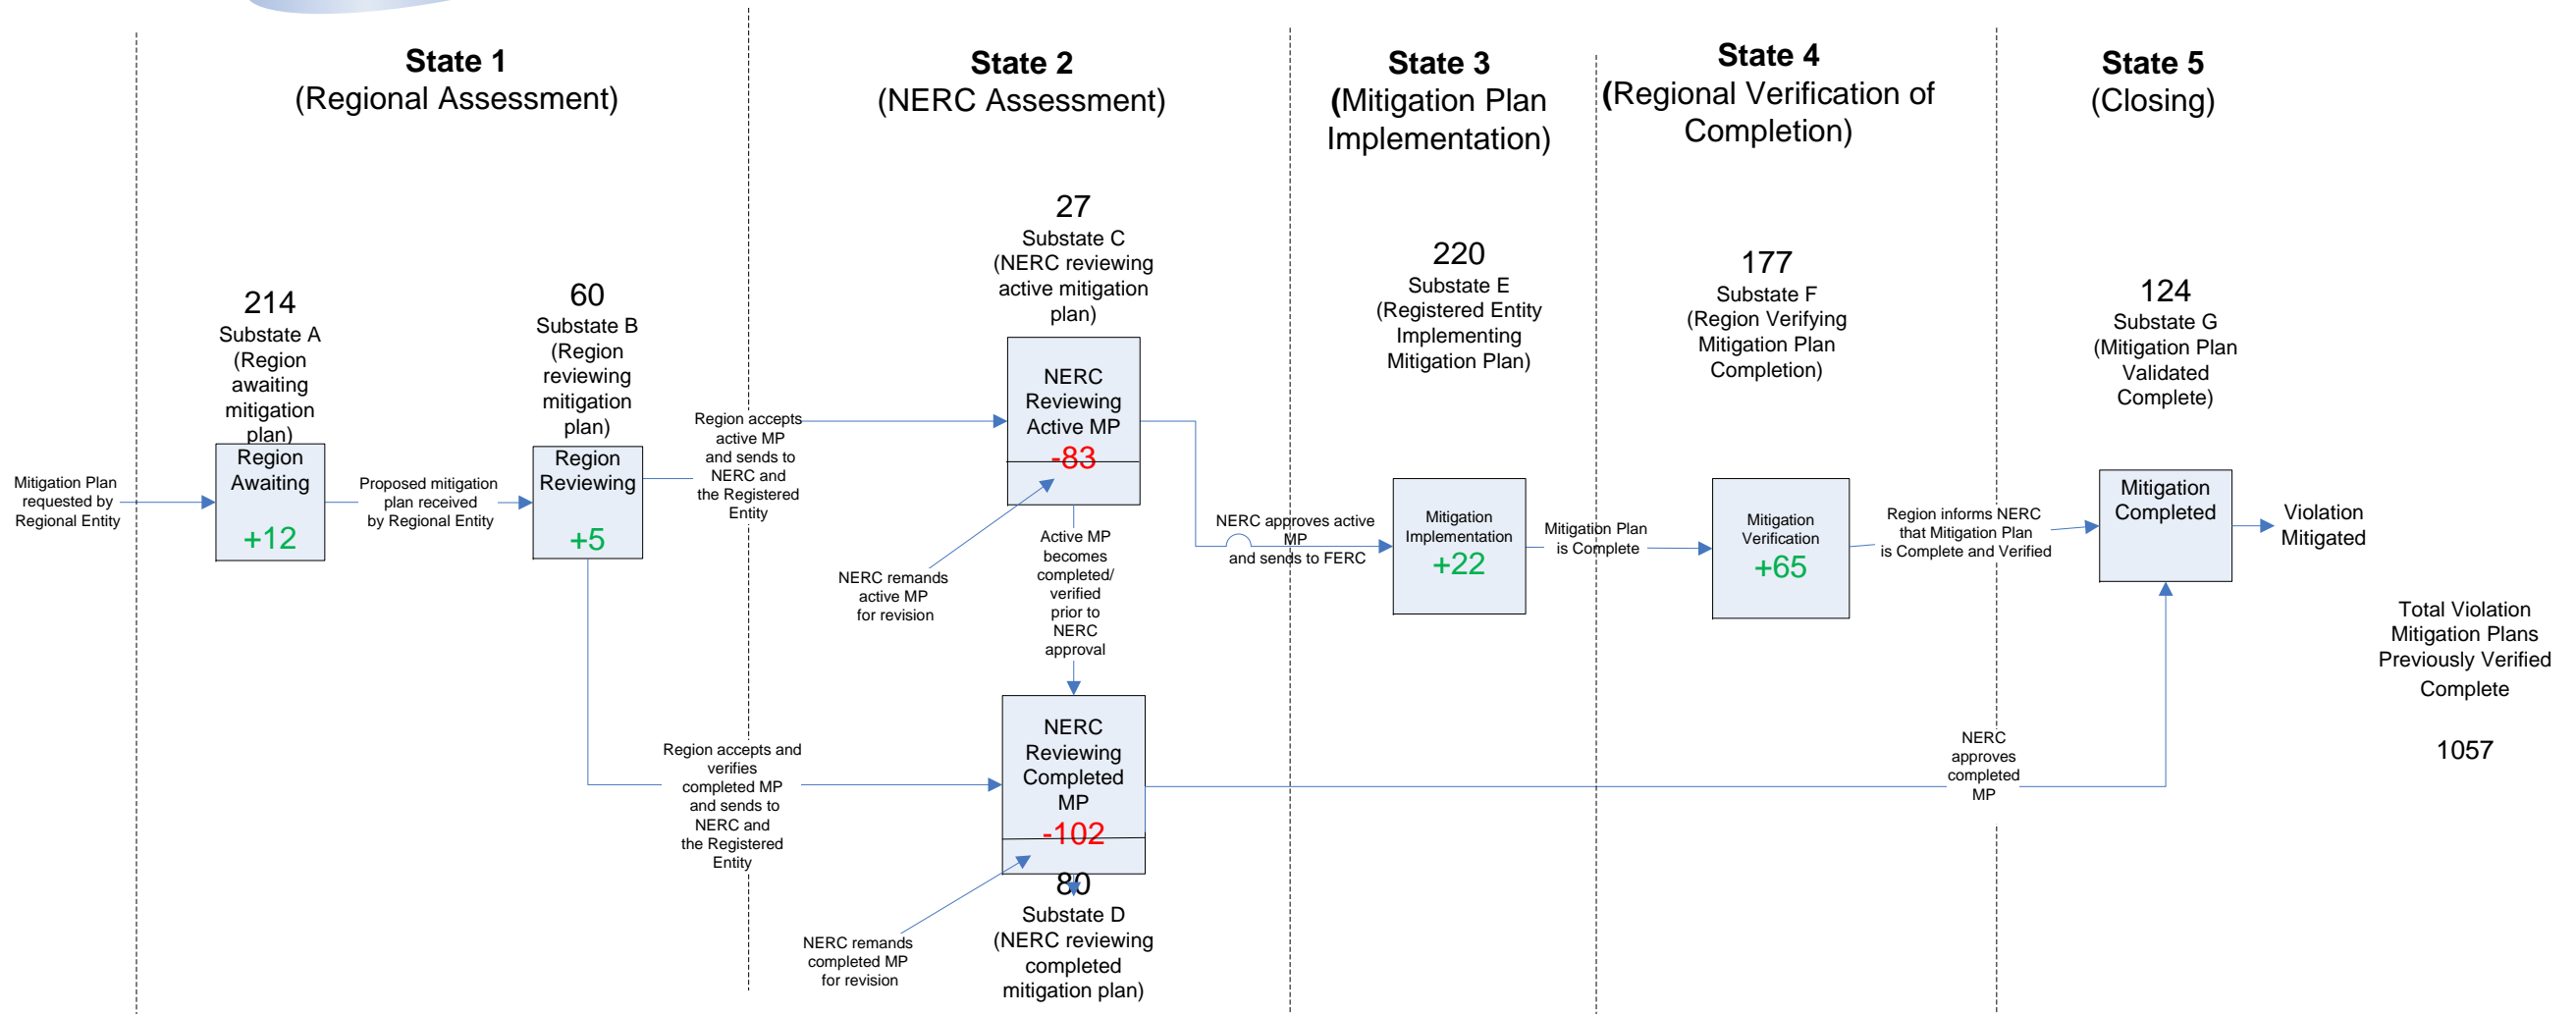 State 1
(Regional Assessment)
State 2
(NERC Assessment)
State 3
(Mitigation Plan
Implementation)
State 4
(Regional Verification of
Completion)
State 5
(Closing)
Mitigation Plan
requested by
Regional Entity
214
Substate A
(Region
awaiting
mitigation
plan)
Region
Awaiting
+12
Proposed mitigation
plan received
by Regional Entity
60
Substate B
(Region
reviewing
mitigation
plan)
Region
Reviewing
+5
Region accepts
active MP
and sends to
NERC and
the Registered
Entity
Region accepts and
verifies
completed MP
and sends to
NERC and
the Registered
Entity
27
Substate C
(NERC reviewing
active mitigation
plan)
NERC
Reviewing
Active MP
-83
NERC remands
active MP
for revision
Active MP
becomes
completed/
verified
prior to
NERC
approval
NERC
Reviewing
Completed
MP
-102
80
Substate D
(NERC reviewing
completed
mitigation plan)
NERC remands
completed MP
for revision
NERC approves active
MP
and sends to FERC
220
Substate E
(Registered Entity
Implementing
Mitigation Plan)
Mitigation
Implementation
+22
Mitigation Plan
is Complete
177
Substate F
(Region Verifying
Mitigation Plan
Completion)
Mitigation
Verification
+65
Region informs NERC
that Mitigation Plan
is Complete and Verified
NERC
approves
completed
MP
124
Substate G
(Mitigation Plan
Validated
Complete)
Mitigation
Completed
Violation
Mitigated
Total Violation
Mitigation Plans
Previously Verified
Complete
1057